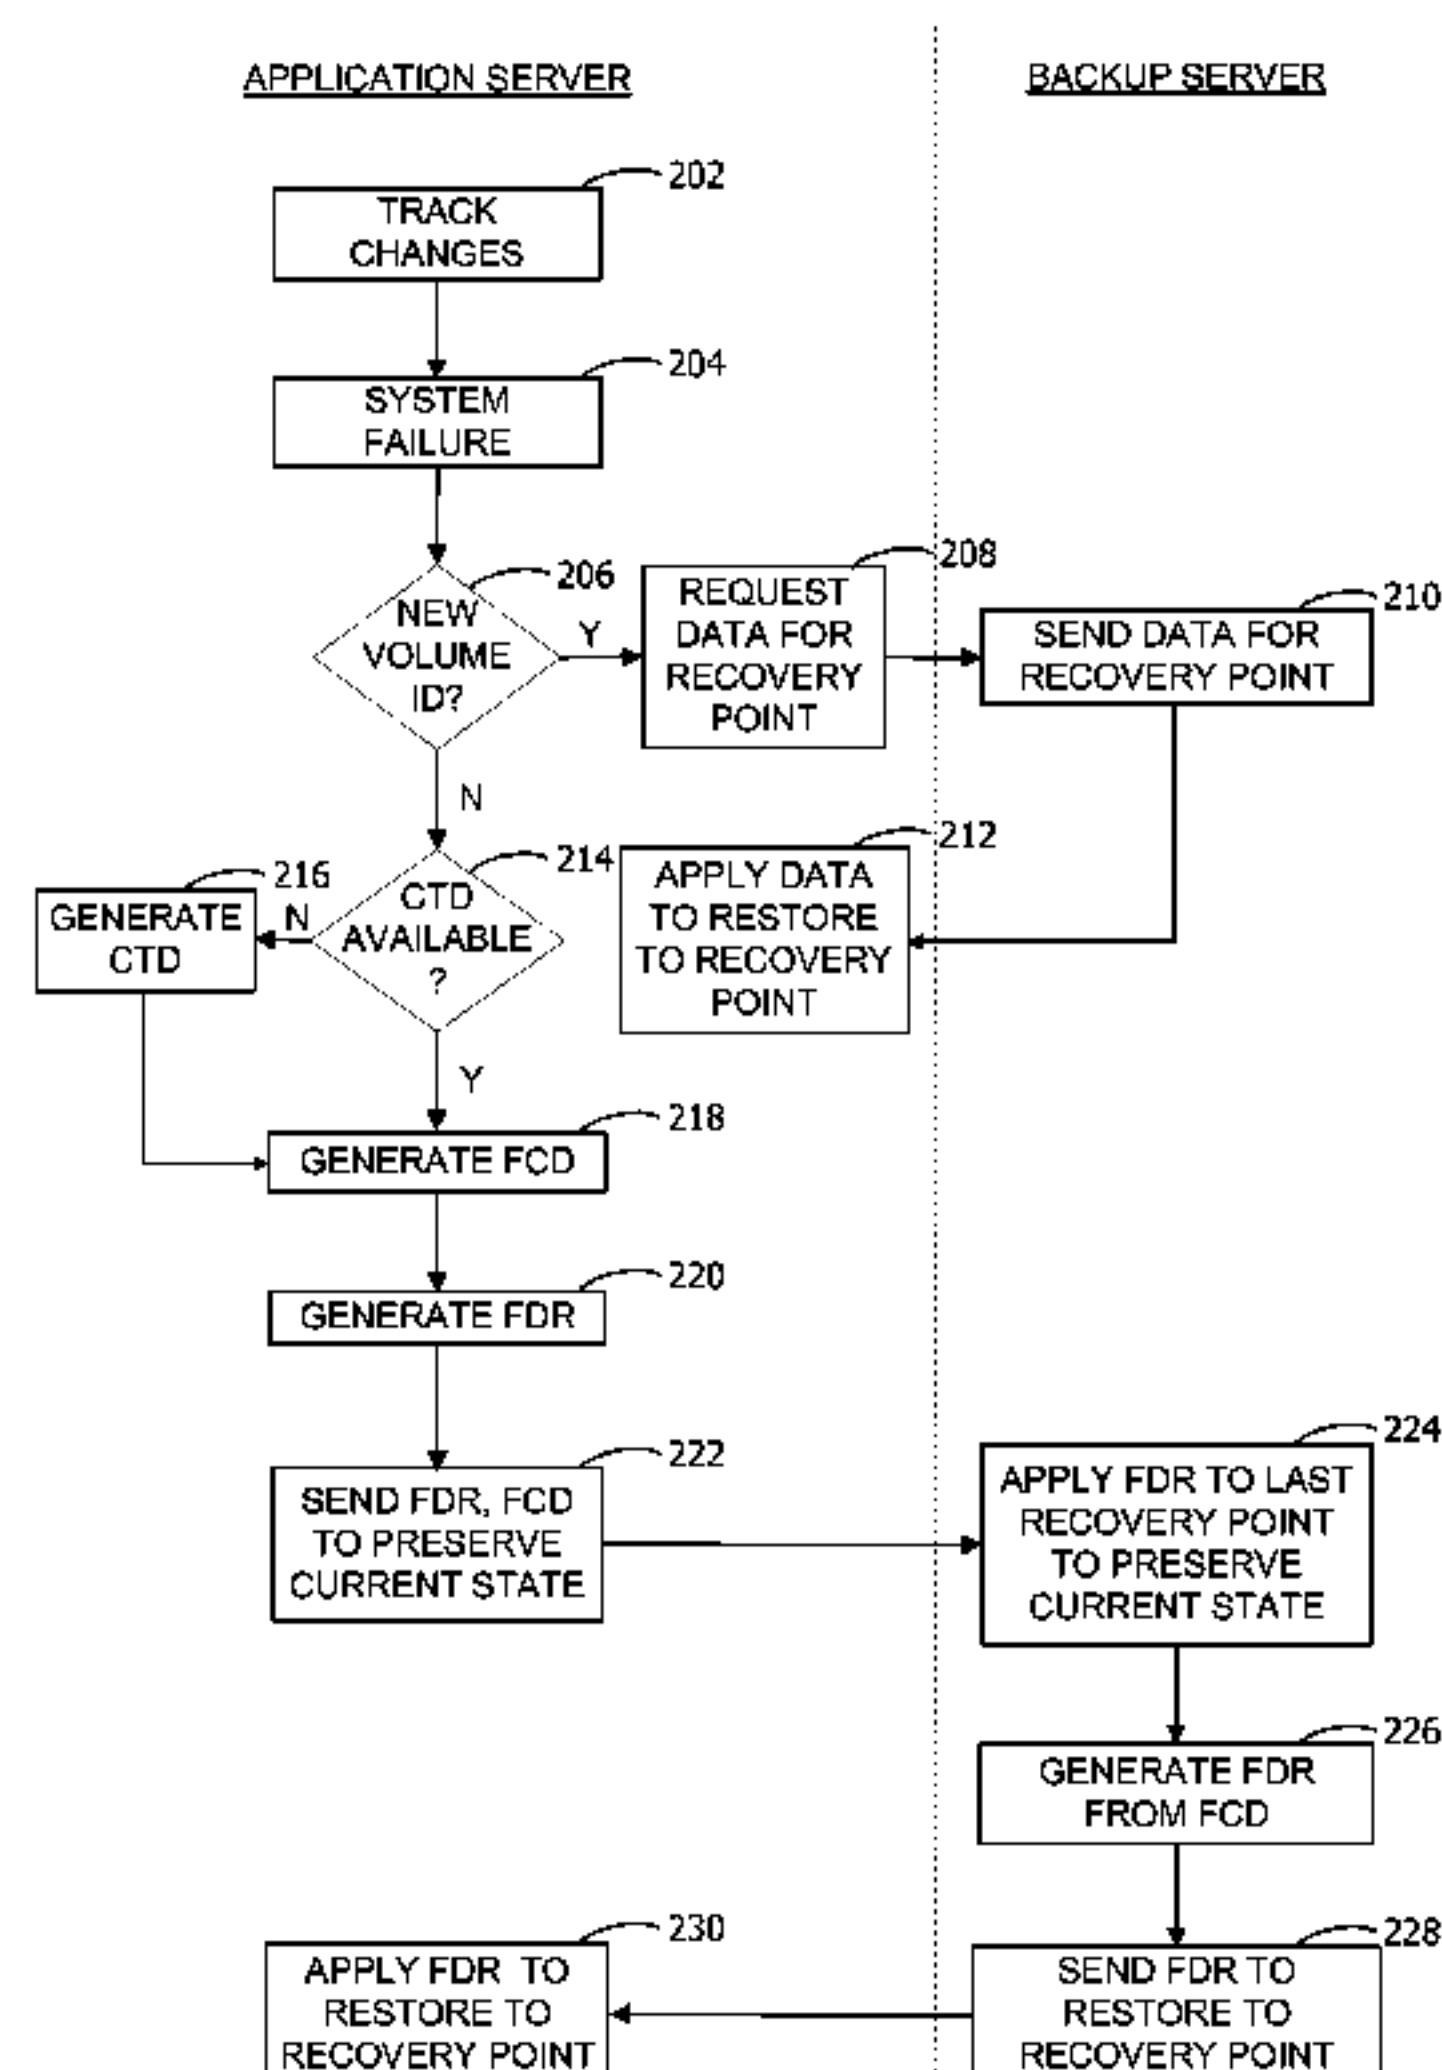 APPLICATION SERVER
BACKUP SERVER
202
TRACK
CHANGES
204
SYSTEM
FAILURE
206
NEW
VOLUME
ID?
Y
208
REQUEST
DATA FOR
RECOVERY
POINT
210
SEND DATA FOR
RECOVERY POINT
N
212
APPLY DATA
TO RESTORE
TO RECOVERY
POINT
214
CTD
AVAILABLE
?
N
216
GENERATE
CTD
Y
218
GENERATE FCD
220
GENERATE FDR
222
SEND FDR, FCD
TO PRESERVE
CURRENT STATE
224
APPLY FDR TO LAST
RECOVERY POINT
TO PRESERVE
CURRENT STATE
226
GENERATE FDR
FROM FCD
228
SEND FDR TO
RESTORE TO
RECOVERY POINT
230
APPLY FDR TO
RESTORE TO
RECOVERY POINT